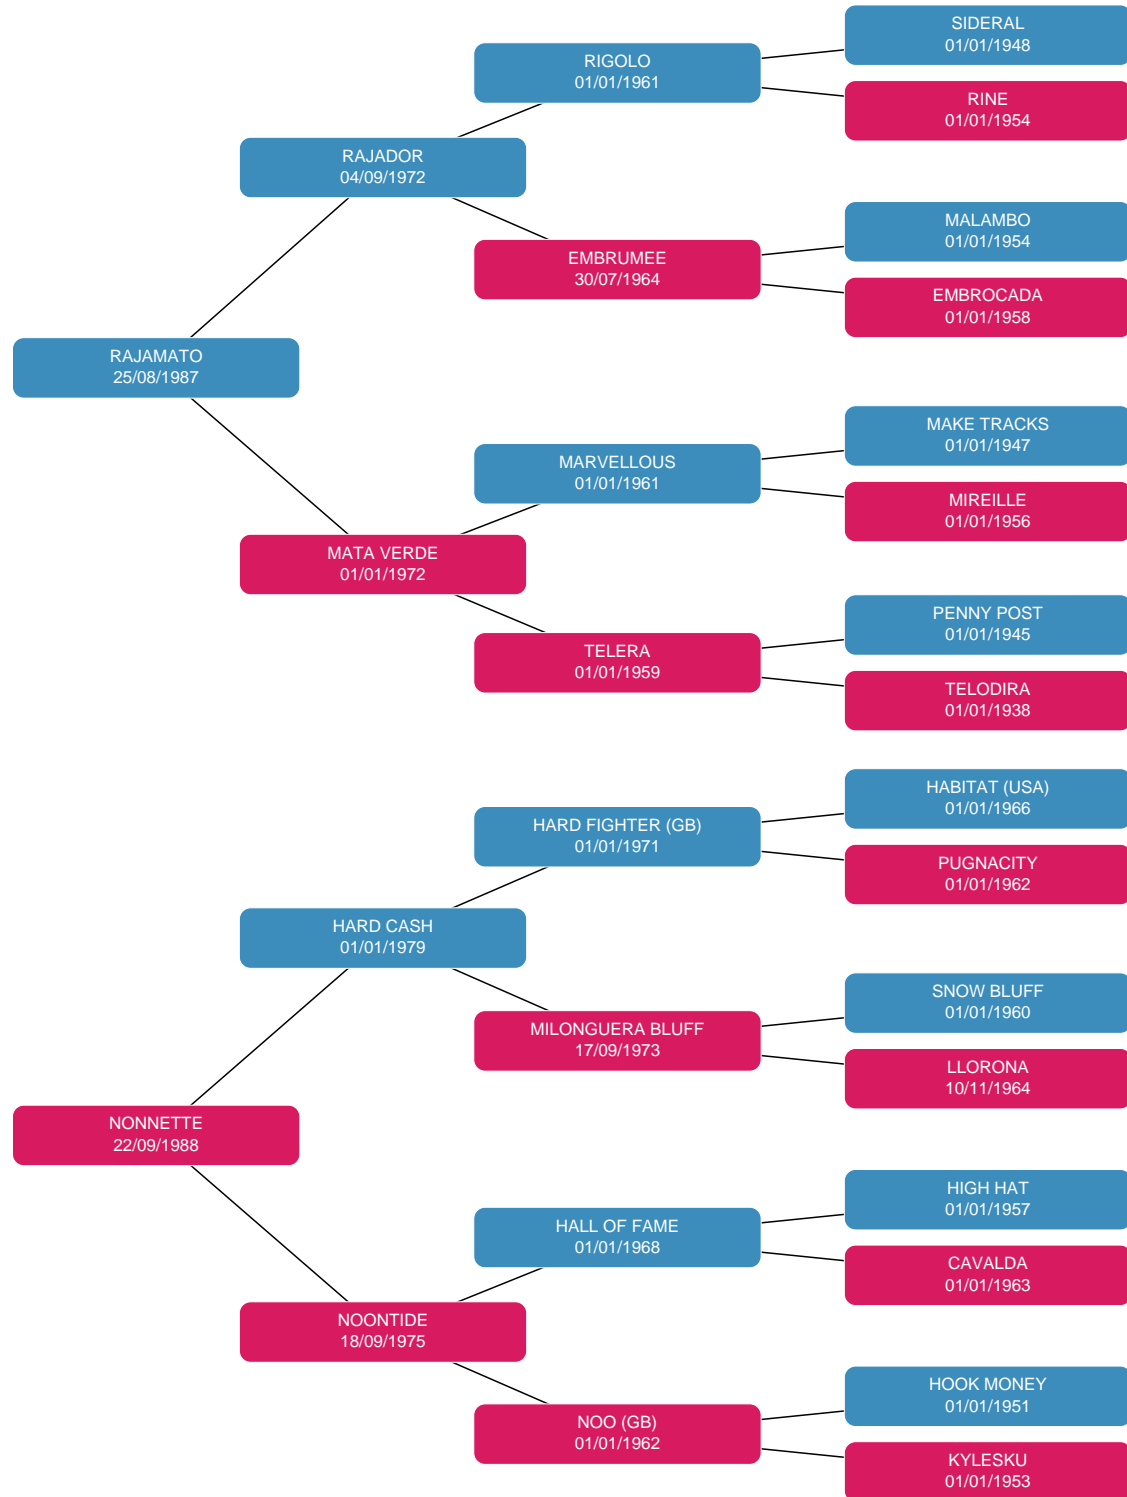 SIDERAL
01/01/1948
RIGOLO
01/01/1961
RINE
01/01/1954
RAJADOR
04/09/1972
MALAMBO
01/01/1954
EMBRUMEE
30/07/1964
EMBROCADA
01/01/1958
RAJAMATO
25/08/1987
MAKE TRACKS
01/01/1947
MARVELLOUS
01/01/1961
MIREILLE
01/01/1956
MATA VERDE
01/01/1972
PENNY POST
01/01/1945
TELERA
01/01/1959
TELODIRA
01/01/1938
HABITAT (USA)
01/01/1966
HARD FIGHTER (GB)
01/01/1971
PUGNACITY
01/01/1962
HARD CASH
01/01/1979
SNOW BLUFF
01/01/1960
MILONGUERA BLUFF
17/09/1973
LLORONA
10/11/1964
NONNETTE
22/09/1988
HIGH HAT
01/01/1957
HALL OF FAME
01/01/1968
CAVALDA
01/01/1963
NOONTIDE
18/09/1975
HOOK MONEY
01/01/1951
NOO (GB)
01/01/1962
KYLESKU
01/01/1953